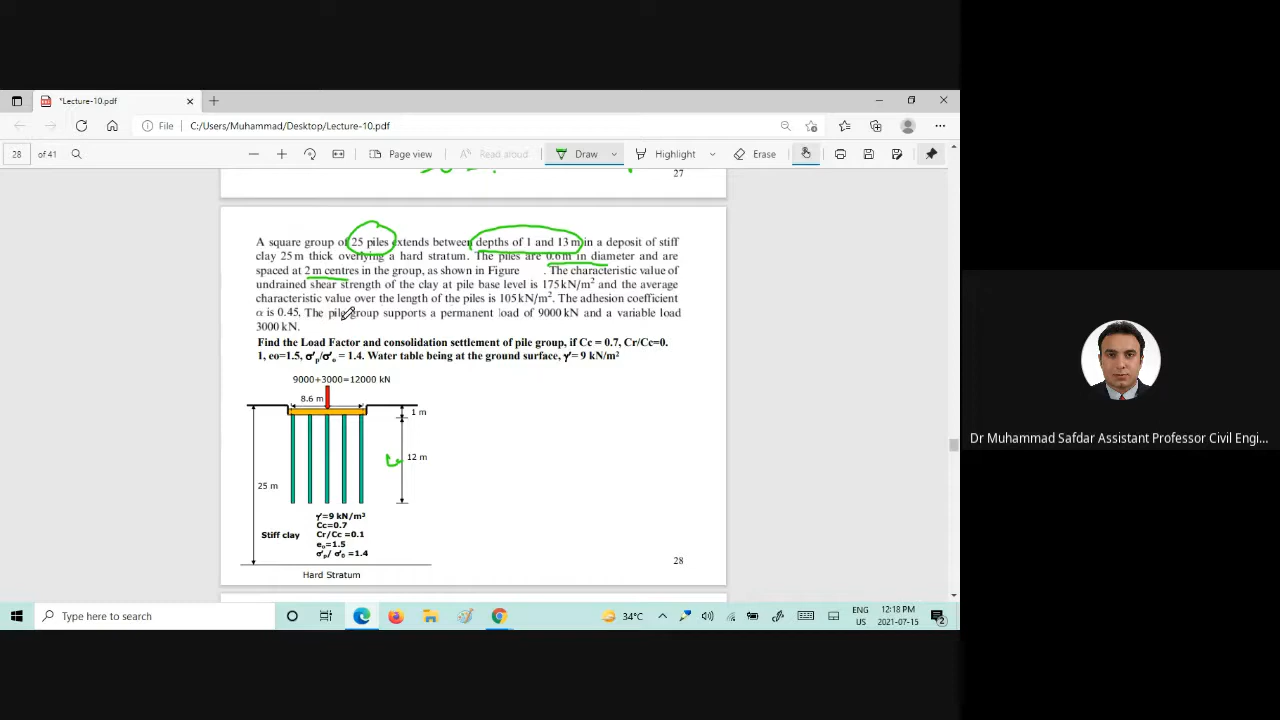 *Lecture-10.pdf
File
C:/Users/Muhammad/Desktop/Lecture-10.pdf
28
of 41
Page view
Read aloud
Draw
Highlight
Erase
27
A square group of 25 piles extends between depths of 1 and 13 m in a deposit of stiff
clay 25 m thick overlying a hard stratum. The piles are 0.6 m in diameter and are
spaced at 2 m centres in the group, as shown in Figure . The characteristic value of
undrained shear strength of the clay at pile base level is 175 kN/m² and the average
characteristic value over the length of the piles is 105 kN/m². The adhesion coefficient
α is 0.45. The pile group supports a permanent load of 9000 kN and a variable load
3000 kN.
Find the Load Factor and consolidation settlement of pile group, if Cc = 0.7, Cr/Cc=0.
1, eo=1.5, σ'p/σ'o = 1.4. Water table being at the ground surface, γ'= 9 kN/m²
9000+3000=12000 kN
8.6 m
1 m
12 m
25 m
γ'=9 kN/m³
Cc=0.7
Stiff clay
Cr/Cc =0.1
eo=1.5
σ'p/ σ'o =1.4
28
Hard Stratum
Dr Muhammad Safdar Assistant Professor Civil Engi...
Type here to search
34°C
ENG
US
12:18 PM
2021-07-15
2